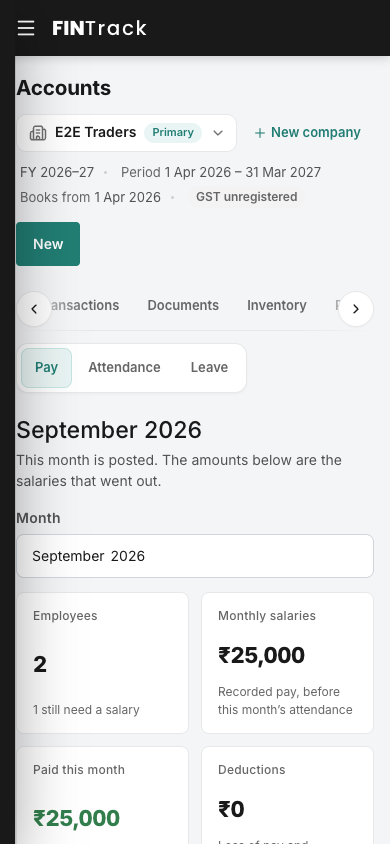 FINTrack
Accounts
E2E Traders Primary New company
FY 2026–27 · Period 1 Apr 2026 – 31 Mar 2027
Books from 1 Apr 2026 · GST unregistered
New
ansactions Documents Inventory
Pay Attendance Leave
September 2026
This month is posted. The amounts below are the
salaries that went out.
Month
September 2026
Employees
2
1 still need a salary
Monthly salaries
₹25,000
Recorded pay, before
this month’s attendance
Paid this month
₹25,000
Deductions
₹0